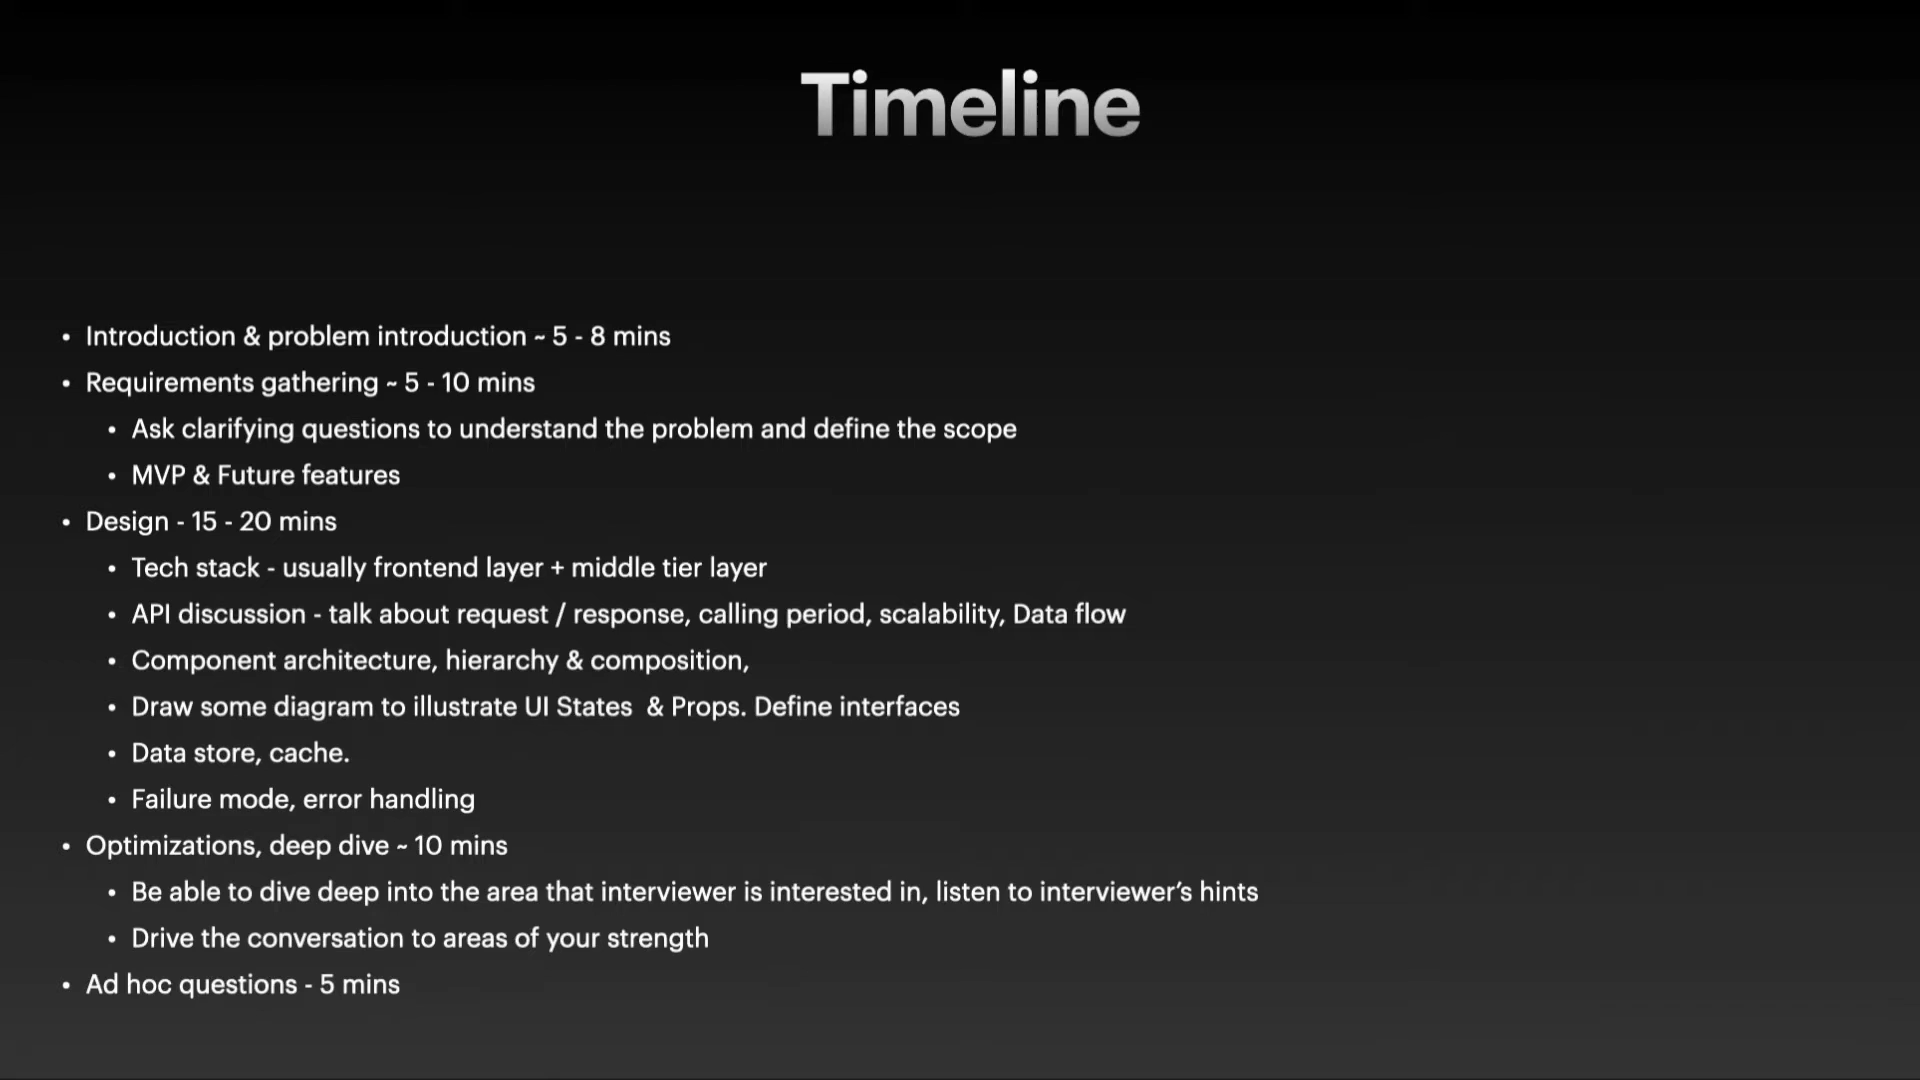 Timeline
• Introduction & problem introduction ~ 5 - 8 mins
• Requirements gathering ~ 5 - 10 mins
• Ask clarifying questions to understand the problem and define the scope
• MVP & Future features
• Design - 15 - 20 mins
• Tech stack - usually frontend layer + middle tier layer
• API discussion - talk about request / response, calling period, scalability, Data flow
• Component architecture, hierarchy & composition,
• Draw some diagram to illustrate UI States  & Props. Define interfaces
• Data store, cache.
• Failure mode, error handling
• Optimizations, deep dive ~ 10 mins
• Be able to dive deep into the area that interviewer is interested in, listen to interviewer’s hints
• Drive the conversation to areas of your strength
• Ad hoc questions - 5 mins